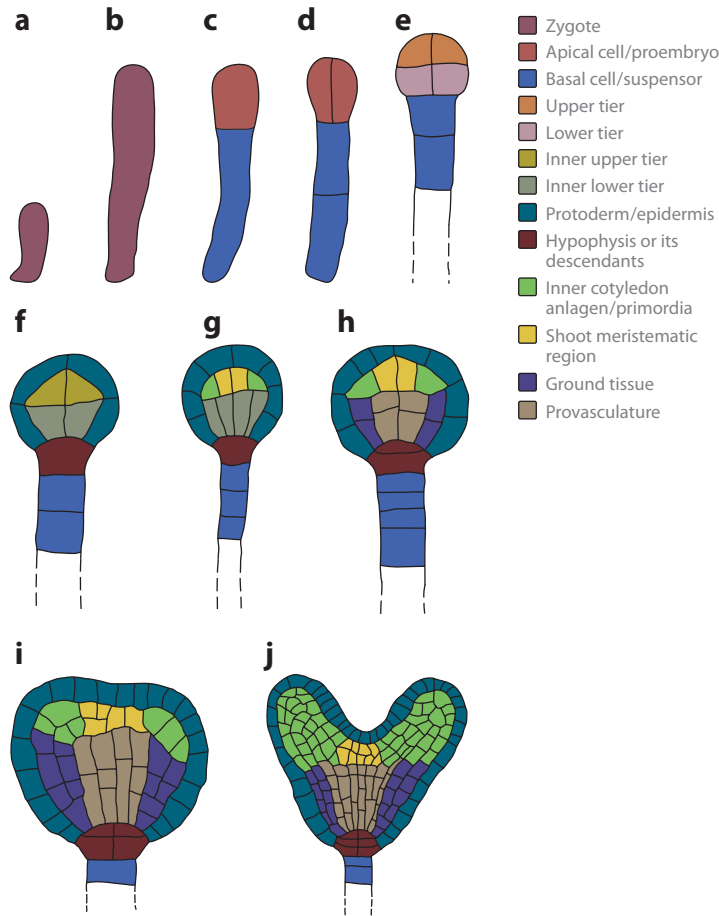 a
b
c
d
e
Zygote
Apical cell/proembryo
Basal cell/suspensor
Upper tier
Lower tier
Inner upper tier
Inner lower tier
Protoderm/epidermis
Hypophysis or its
descendants
Inner cotyledon
anlagen/primordia
Shoot meristematic
region
Ground tissue
Provasculature
f
g
h
i
j